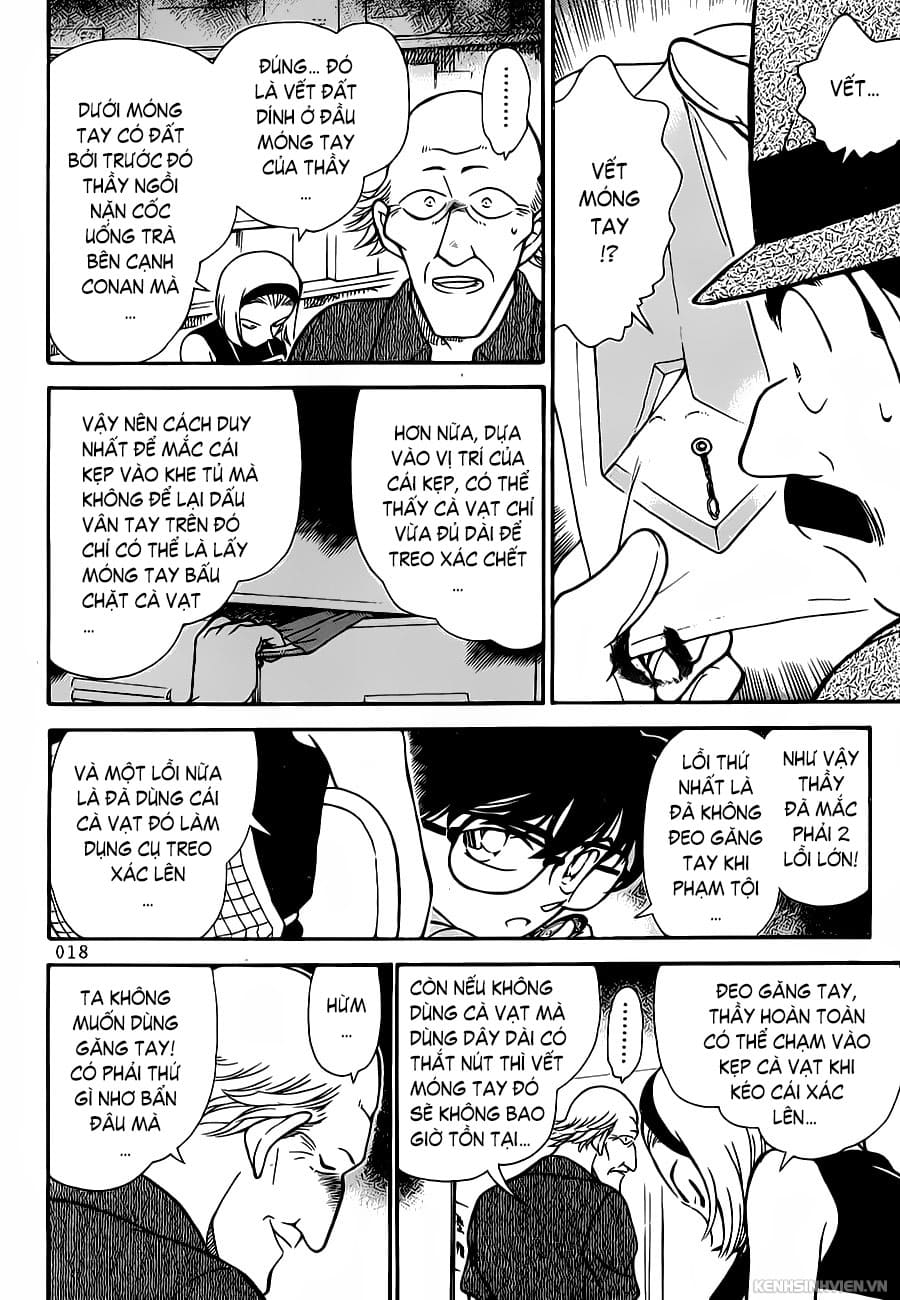 VẾT...
VẾT
MÓNG
TAY
!?
........
ĐÚNG... ĐÓ
LÀ VẾT ĐẤT
DÍNH Ở ĐẦU
MÓNG TAY
CỦA THẦY
...
DƯỚI MÓNG
TAY CÓ ĐẤT
BỞI TRƯỚC ĐÓ
THẦY NGỒI
NẶN CỐC
UỐNG TRÀ
BÊN CẠNH
CONAN MÀ
...
HƠN NỮA, DỰA
VÀO VỊ TRÍ CỦA
CÁI KẸP, CÓ THỂ
THẤY CÀ VẠT CHỈ
VỪA ĐỦ DÀI ĐỂ
TREO XÁC CHẾT
...
VẬY NÊN CÁCH DUY
NHẤT ĐỂ MẮC CÁI
KẸP VÀO KHE TỦ MÀ
KHÔNG ĐỂ LẠI DẤU
VÂN TAY TRÊN ĐÓ
CHỈ CÓ THỂ LÀ LẤY
MÓNG TAY BẤU
CHẶT CÀ VẠT
...
NHƯ VẬY
THẦY
ĐÃ MẮC
PHẢI 2
LỖI LỚN!
LỒI THỨ
NHẤT LÀ
ĐÃ KHÔNG
ĐEO GĂNG
TAY KHI
PHẠM TỘI
...
VÀ MỘT LỒI NỮA
LÀ ĐÃ DÙNG CÁI
CÀ VẠT ĐÓ LÀM
DỤNG CỤ TREO
XÁC LÊN
...
018
ĐEO GĂNG TAY,
THẦY HOÀN TOÀN
CÓ THỂ CHẠM VÀO
KẸP CÀ VẠT KHI
KÉO CÁI XÁC
LÊN...
........
CÒN NẾU KHÔNG
DÙNG CÀ VẠT MÀ
DÙNG DÂY DÀI CÓ
THẮT NÚT THÌ VẾT
MÓNG TAY ĐÓ
SẼ KHÔNG BAO
GIỜ TỒN TẠI...
HỪM
...
TA KHÔNG
MUỐN DÙNG
GĂNG TAY!
CÓ PHẢI THỨ
GÌ NHƠ BẨN
ĐÂU MÀ
...
KENHSINHVIEN.VN